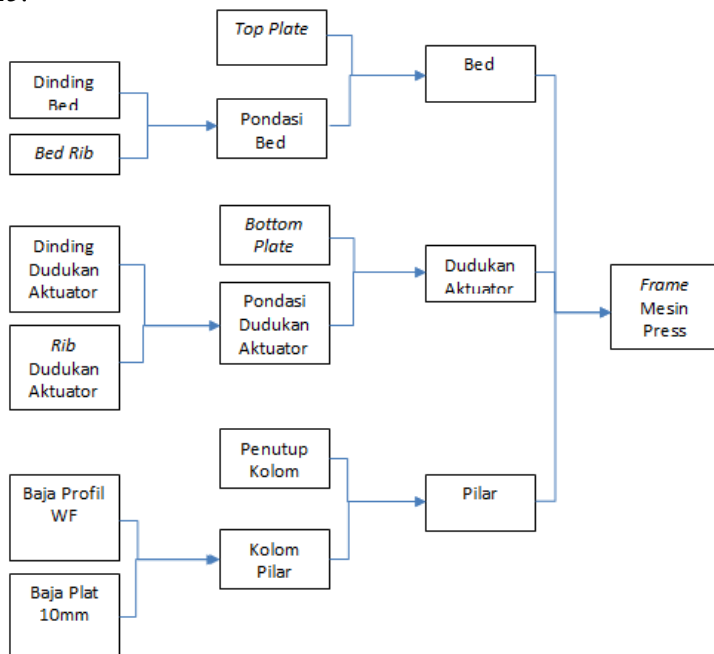 Top Plate
Bed
Dinding
Bed
Pondasi
Bed
Bed Rib
Bottom
Plate
Dinding
Dudukan
Aktuator
Dudukan
Aktuator
Frame
Mesin
Press
Pondasi
Dudukan
Aktuator
Rib
Dudukan
Aktuator
Penutup
Kolom
Baja Profil
WF
Pilar
Kolom
Pilar
Baja Plat
10mm